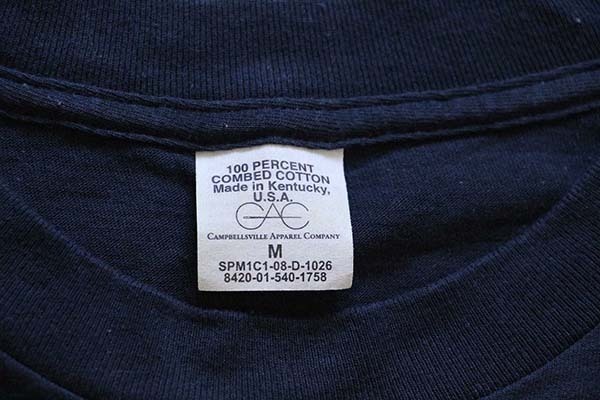 100 PERCENT
COMBED COTTON
Made in Kentucky,
U.S.A.
CAC
CAMPBELLSVILLE APPAREL COMPANY
M
SPM1C1-08-D-1026
8420-01-540-1758